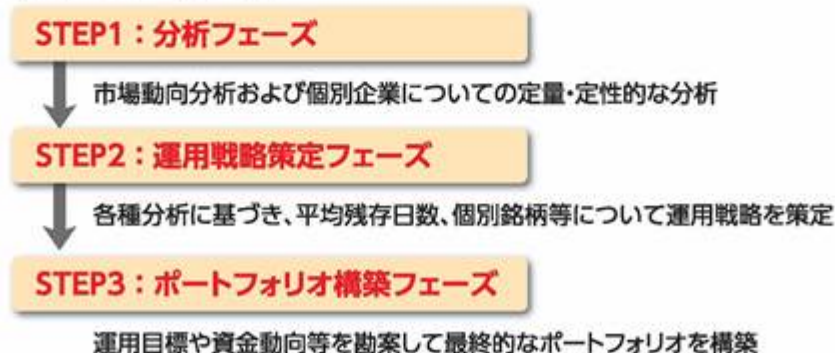 STEP1：分析フェーズ
市場動向分析および個別企業についての定量・定性的な分析
STEP2：運用戦略策定フェーズ
各種分析に基づき、平均残存日数、個別銘柄等について運用戦略を策定
STEP3：ポートフォリオ構築フェーズ
運用目標や資金動向等を勘案して最終的なポートフォリオを構築